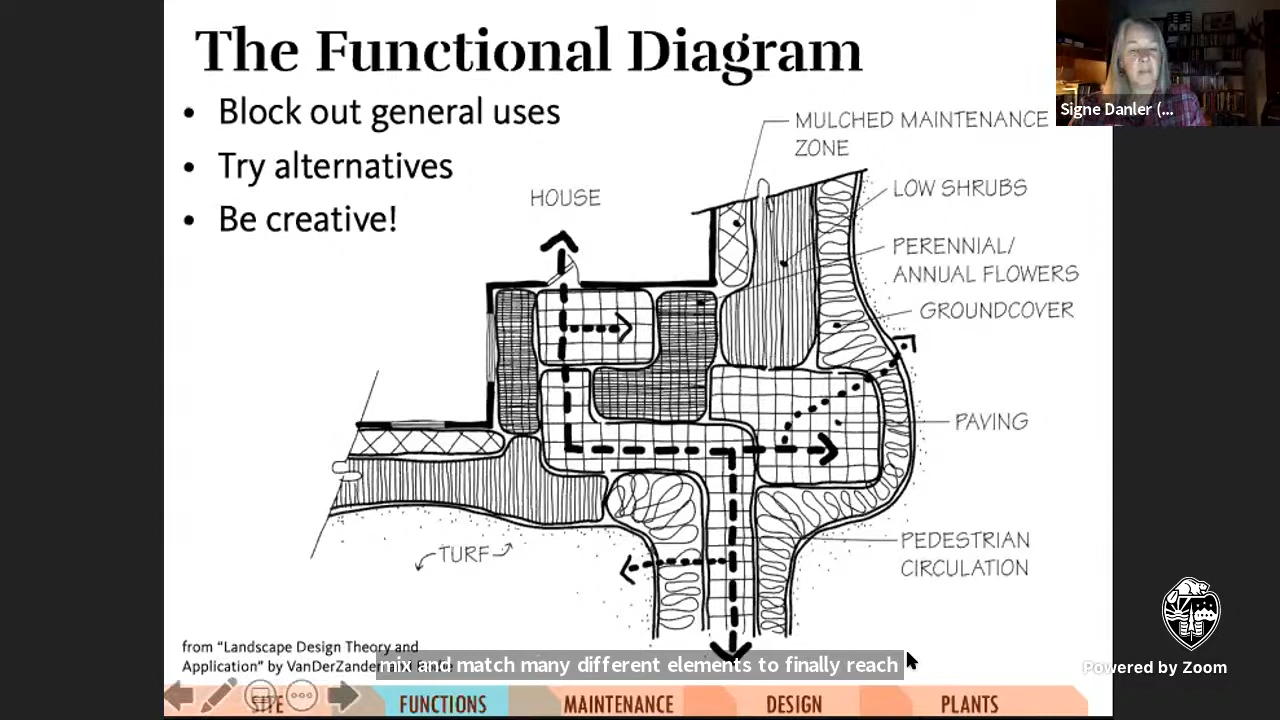 The Functional Diagram
• Block out general uses
• Try alternatives
• Be creative!
Signe Danler (...
HOUSE
MULCHED MAINTENANCE
ZONE
LOW SHRUBS
PERENNIAL/
ANNUAL FLOWERS
GROUNDCOVER
PAVING
PEDESTRIAN
CIRCULATION
TURF
from “Landscape Design Theory and
Application” by VanDerZanden
mix and match many different elements to finally reach
Powered by Zoom
SITE
FUNCTIONS
MAINTENANCE
DESIGN
PLANTS